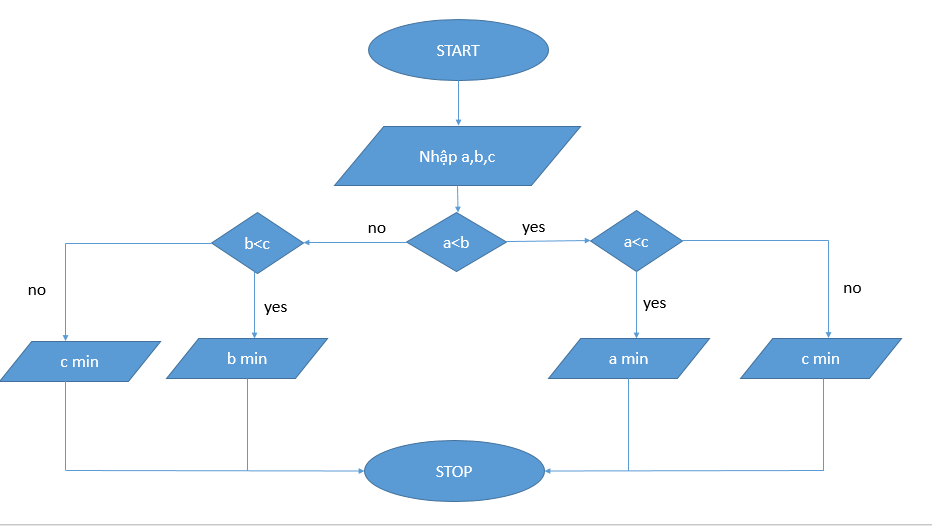 START
Nhập a,b,c
no
yes
b<c
a<b
a<c
no
yes
yes
no
c min
b min
a min
c min
STOP